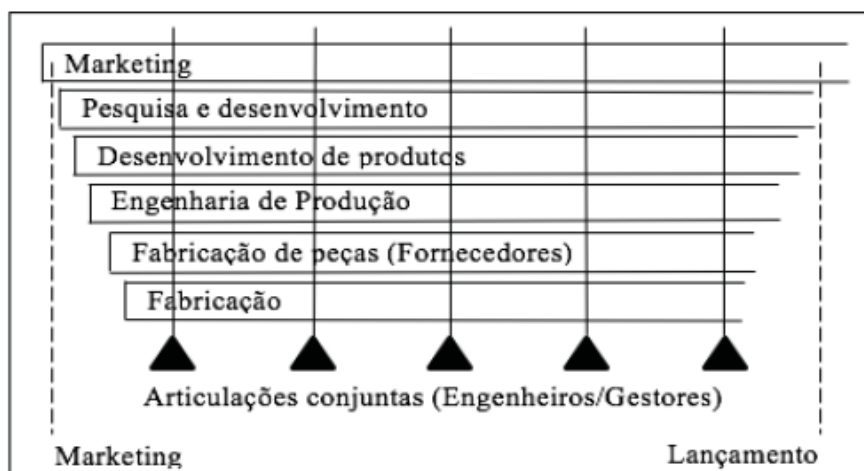 Marketing
Pesquisa e desenvolvimento
Desenvolvimento de produtos
Engenharia de Produção
Fabricação de peças (Fornecedores)
Fabricação
Articulações conjuntas (Engenheiros/Gestores)
Marketing
Lançamento